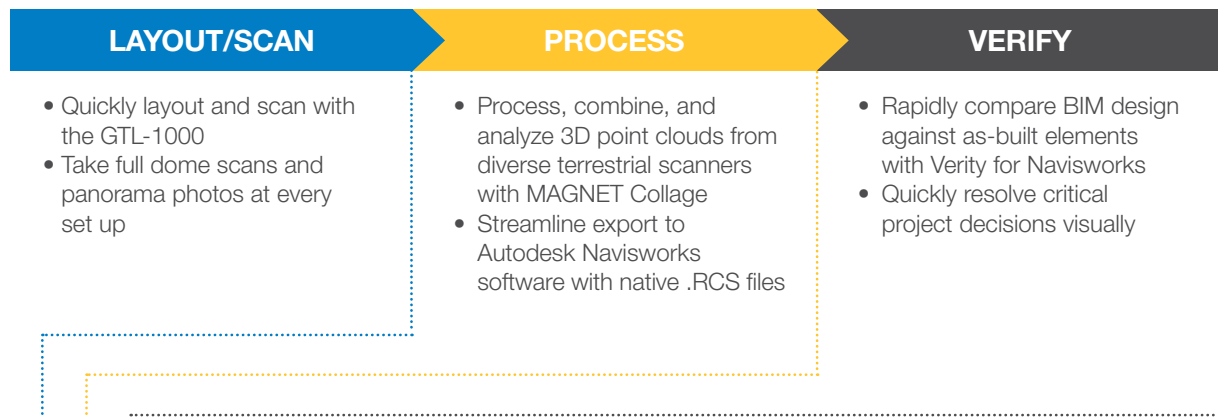 LAYOUT/SCAN
• Quickly layout and scan with
the GTL-1000
• Take full dome scans and
panorama photos at every
set up
PROCESS
• Process, combine, and
analyze 3D point clouds from
diverse terrestrial scanners
with MAGNET Collage
• Streamline export to
Autodesk Navisworks
software with native .RCS files
VERIFY
• Rapidly compare BIM design
against as-built elements
with Verity for Navisworks
• Quickly resolve critical
project decisions visually